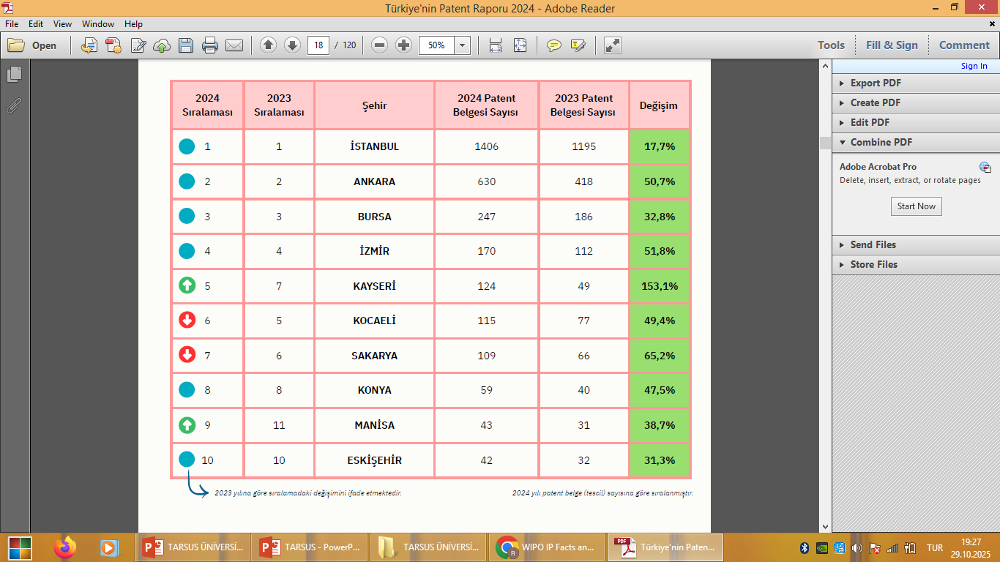 Türkiye'nin Patent Raporu 2024 - Adobe Reader
File Edit View Window Help
Open 18 / 120 50% Tools Fill & Sign Comment
Sign In
Export PDF
Create PDF
Edit PDF
Combine PDF
Adobe Acrobat Pro
Delete, insert, extract, or rotate pages
Start Now
Send Files
Store Files
2024 Sıralaması 2023 Sıralaması Şehir 2024 Patent Belgesi Sayısı 2023 Patent Belgesi Sayısı Değişim
1 1 İSTANBUL 1406 1195 17,7%
2 2 ANKARA 630 418 50,7%
3 3 BURSA 247 186 32,8%
4 4 İZMİR 170 112 51,8%
5 7 KAYSERİ 124 49 153,1%
6 5 KOCAELİ 115 77 49,4%
7 6 SAKARYA 109 66 65,2%
8 8 KONYA 59 40 47,5%
9 11 MANİSA 43 31 38,7%
10 10 ESKİŞEHİR 42 32 31,3%
2023 yılına göre sıralamadaki değişimini ifade etmektedir.
2024 yılı patent belge (tescil) sayısına göre sıralanmıştır.
TARSUS ÜNİVERSİ... TARSUS - PowerP... TARSUS ÜNİVERSİ... WIPO IP Facts an... Türkiye'nin Paten... TUR 19:27
29.10.2025